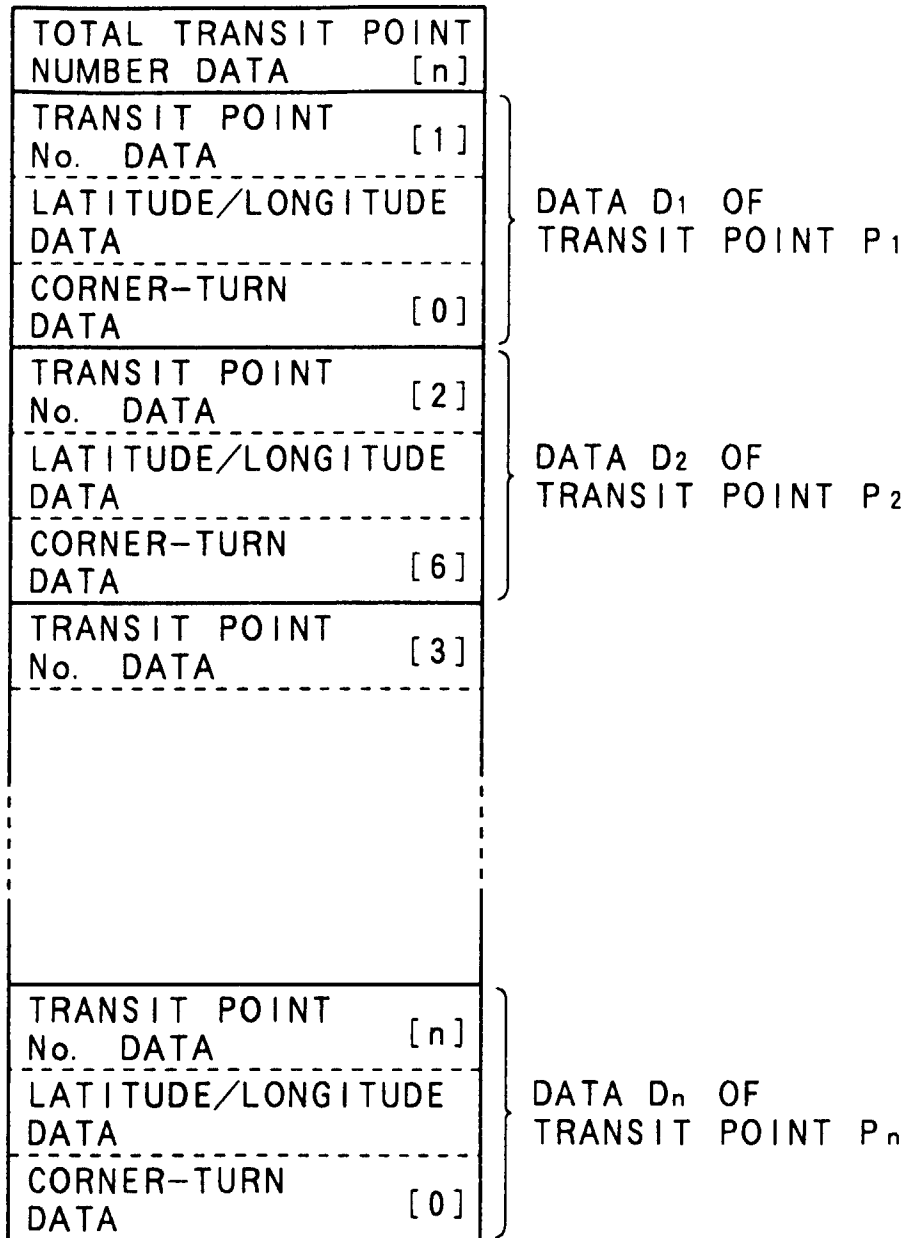 TOTAL TRANSIT POINT
NUMBER DATA [n]
TRANSIT POINT
No. DATA [1]
LATITUDE/LONGITUDE
DATA
CORNER-TURN
DATA [0]
DATA D1 OF
TRANSIT POINT P1
TRANSIT POINT
No. DATA [2]
LATITUDE/LONGITUDE
DATA
CORNER-TURN
DATA [6]
DATA D2 OF
TRANSIT POINT P2
TRANSIT POINT
No. DATA [3]
TRANSIT POINT
No. DATA [n]
LATITUDE/LONGITUDE
DATA
CORNER-TURN
DATA [0]
DATA Dn OF
TRANSIT POINT Pn